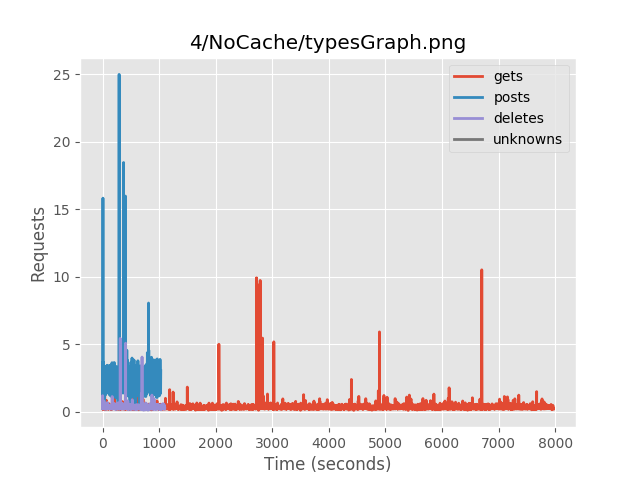 4/NoCache/typesGraph.png
gets
posts
deletes
unknowns
25
20
15
10
5
0
Requests
0 1000 2000 3000 4000 5000 6000 7000 8000
Time (seconds)